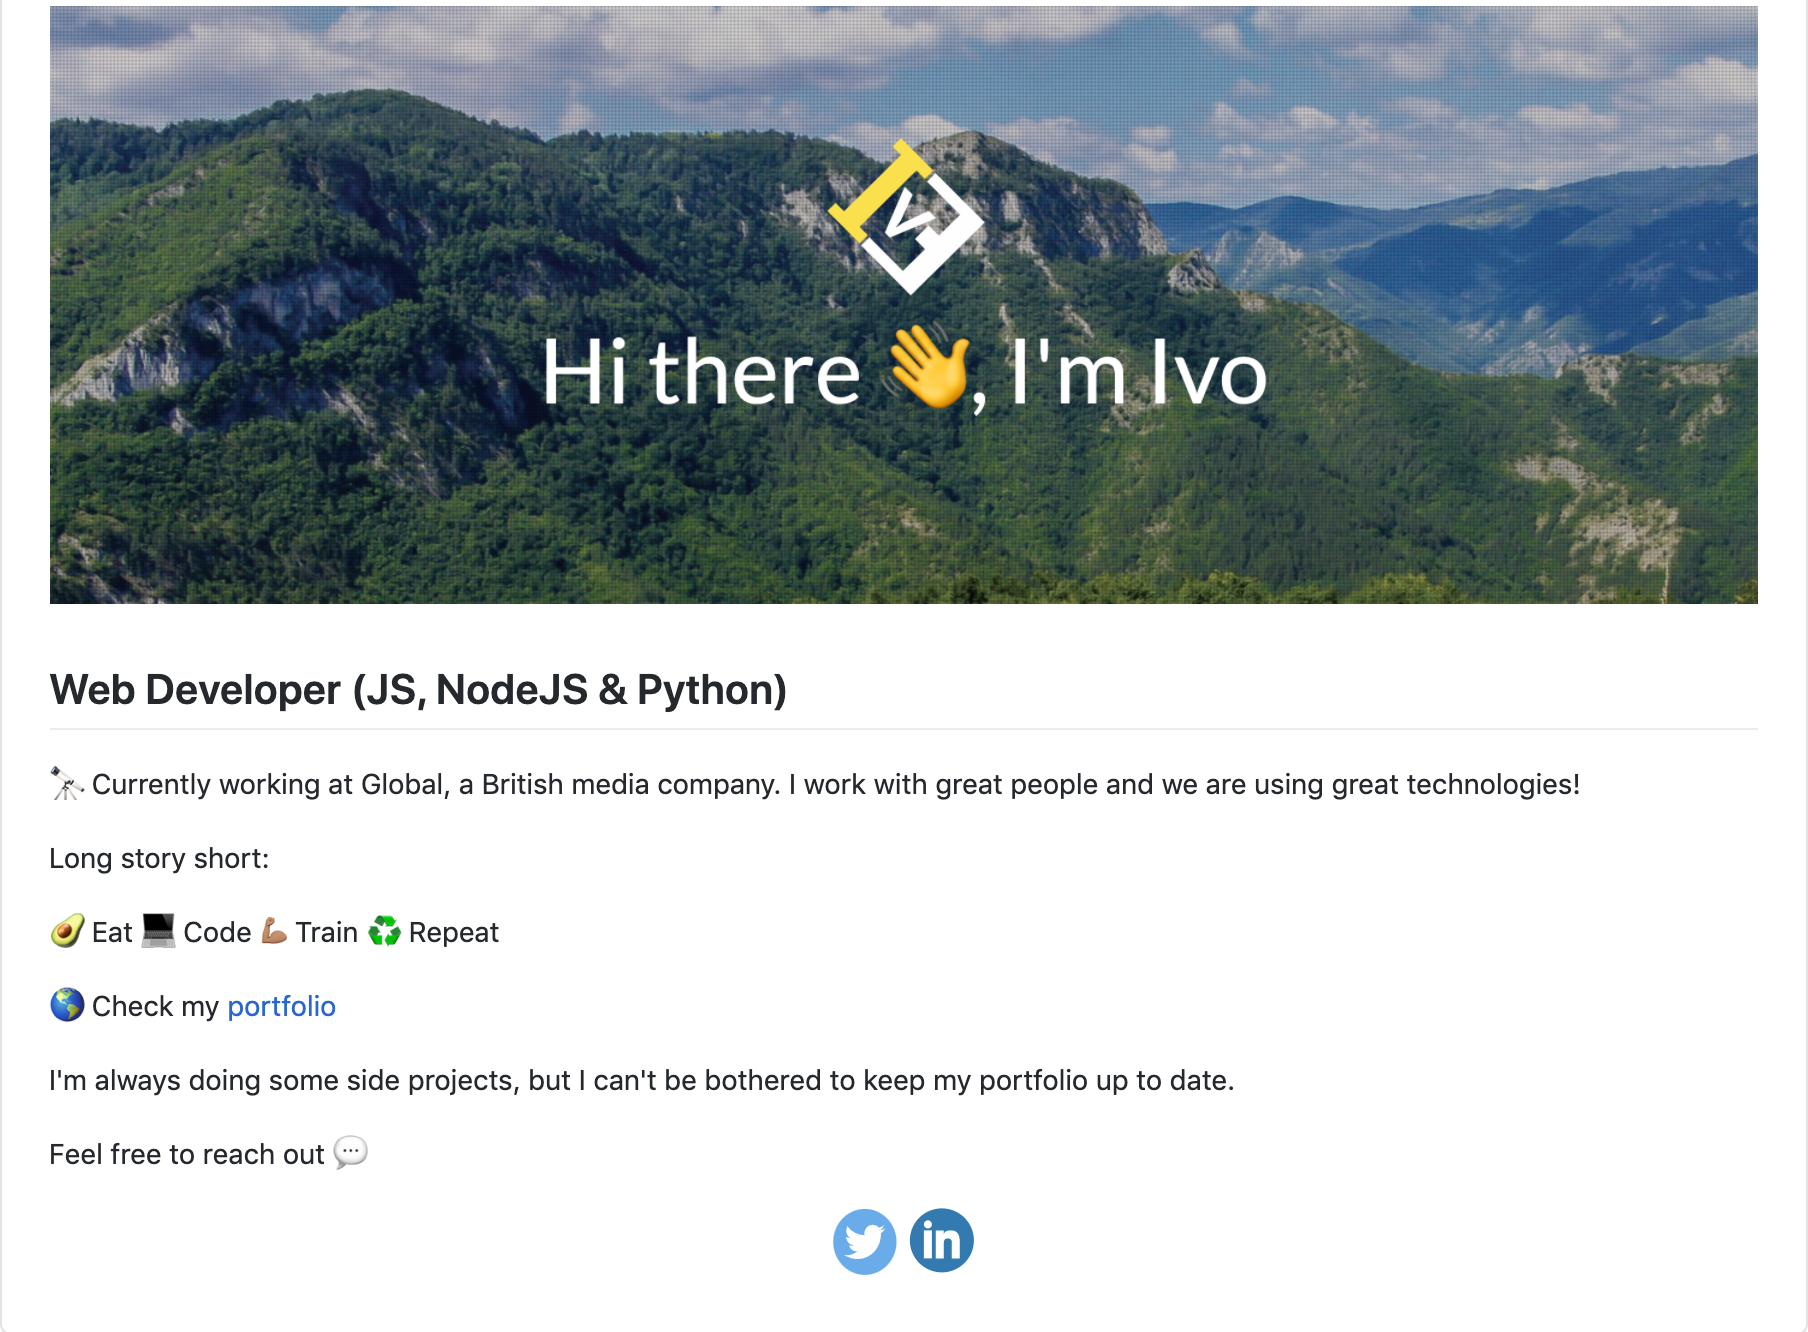 Hi there 👋, I'm Ivo
Web Developer (JS, NodeJS & Python)
🔭 Currently working at Global, a British media company. I work with great people and we are using great technologies!
Long story short:
🥑 Eat 💻 Code 💪🏽 Train ♻️ Repeat
🌎 Check my portfolio
I'm always doing some side projects, but I can't be bothered to keep my portfolio up to date.
Feel free to reach out 💬
in